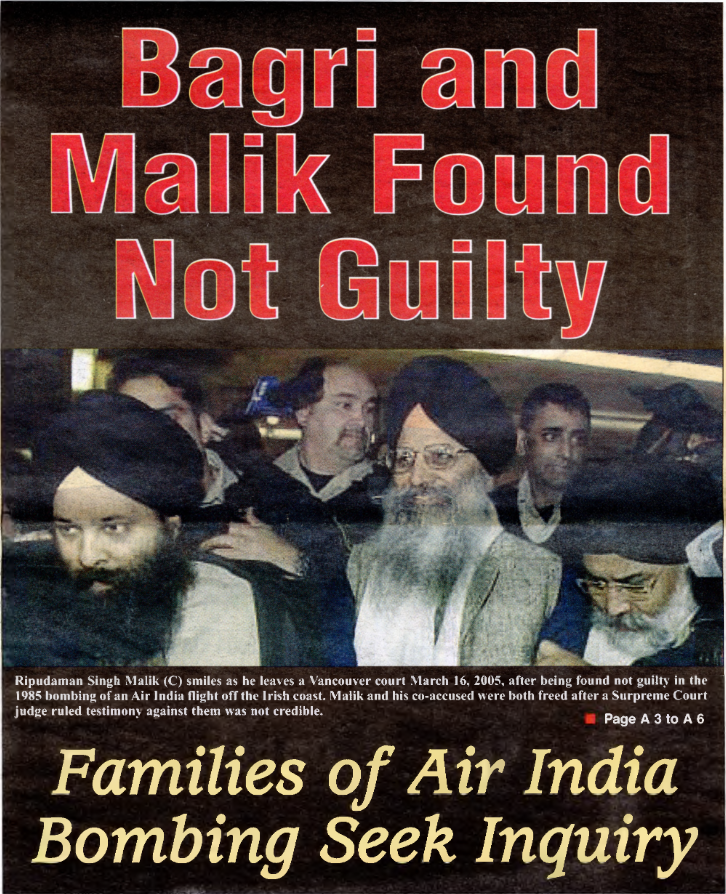 Bagri and
Malik Found
Not Guilty
Ripudaman Singh Malik (C) smiles as he leaves a Vancouver court March 16, 2005, after being found not guilty in the
1985 bombing of an Air India flight off the Irish coast. Malik and his co-accused were both freed after a Surpreme Court
judge ruled testimony against them was not credible.
Page A 3 to A 6
Families of Air India
Bombing Seek Inquiry